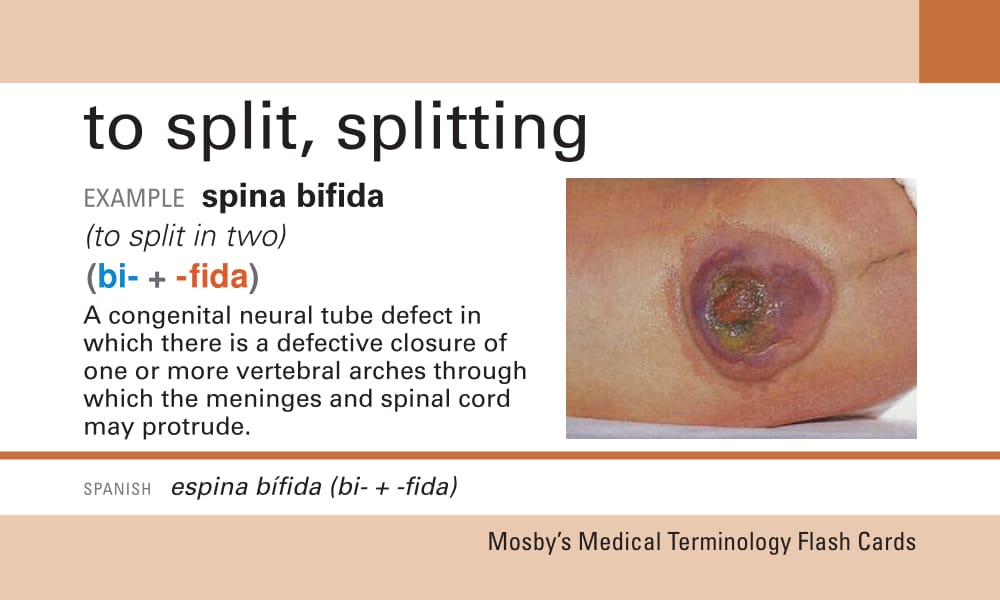 to split, splitting
EXAMPLE spina bifida
(to split in two)
(bi- + -fida)
A congenital neural tube defect in
which there is a defective closure of
one or more vertebral arches through
which the meninges and spinal cord
may protrude.
SPANISH espina bífida (bi- + -fida)
Mosby's Medical Terminology Flash Cards